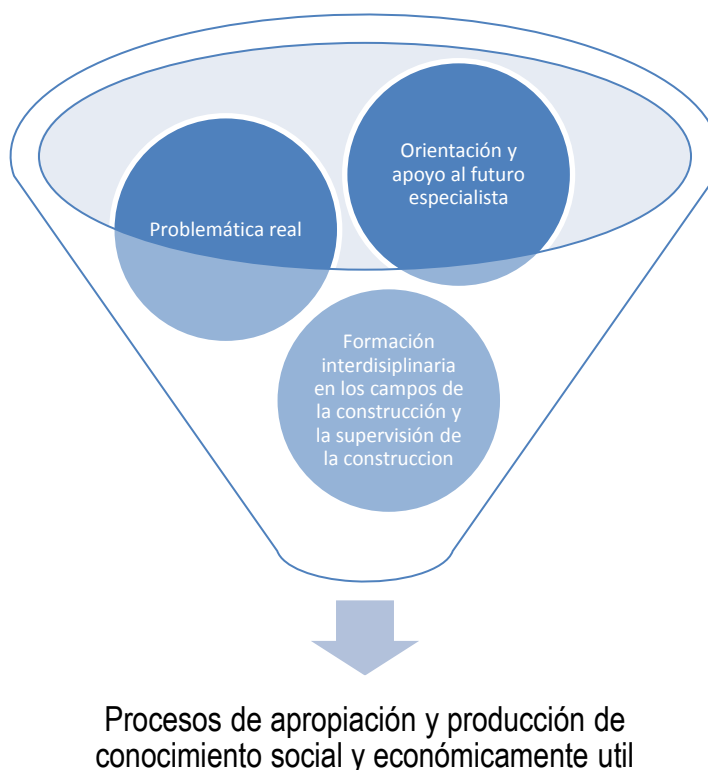 Orientación y
apoyo al futuro
especialista
Problemática real
Formación
interdisiplinaria
en los campos de
la construcción y
la supervisión de
la construccion
Procesos de apropiación y producción de
conocimiento social y económicamente util